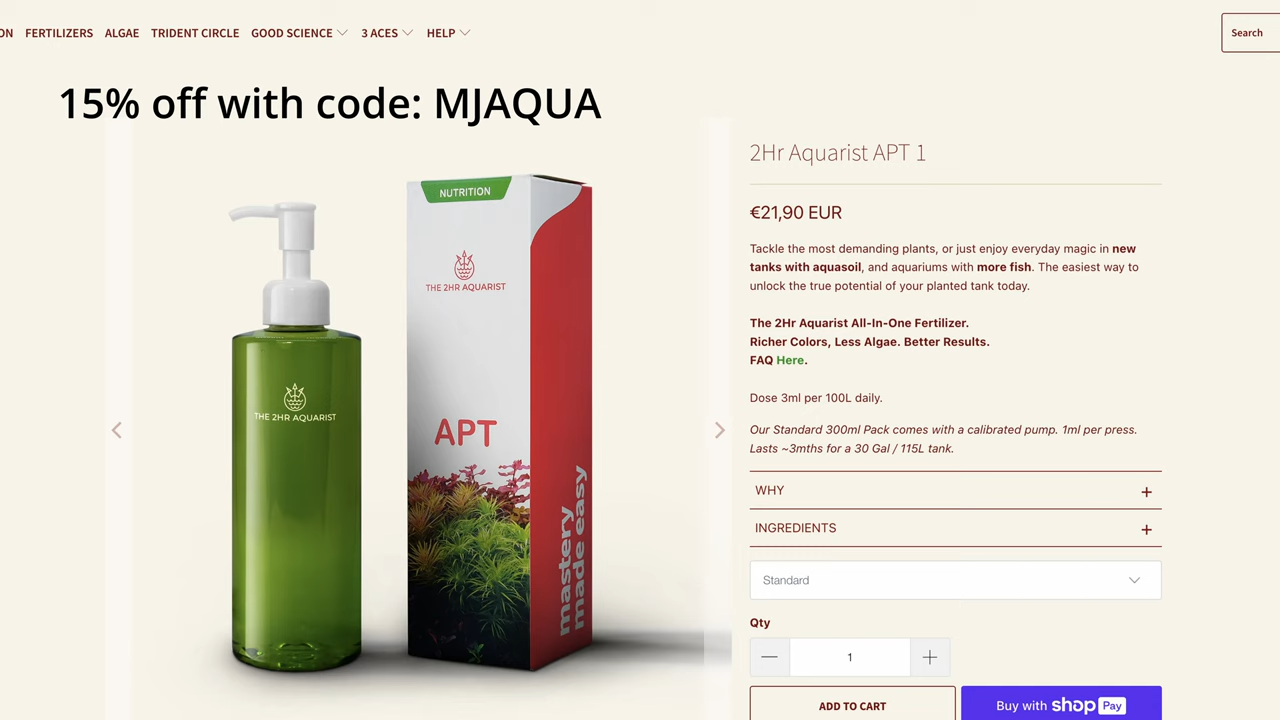 ON FERTILIZERS ALGAE TRIDENT CIRCLE GOOD SCIENCE 3 ACES HELP
Search
15% off with code: MJAQUA
NUTRITION
THE 2HR AQUARIST
THE 2HR AQUARIST
APT
mastery
made easy
2Hr Aquarist APT 1
€21,90 EUR
Tackle the most demanding plants, or just enjoy everyday magic in new
tanks with aquasoil, and aquariums with more fish. The easiest way to
unlock the true potential of your planted tank today.
The 2Hr Aquarist All-In-One Fertilizer.
Richer Colors, Less Algae. Better Results.
FAQ Here.
Dose 3ml per 100L daily.
Our Standard 300ml Pack comes with a calibrated pump. 1ml per press.
Lasts ~3mths for a 30 Gal / 115L tank.
WHY +
INGREDIENTS +
Standard
Qty
1
ADD TO CART
Buy with shop Pay